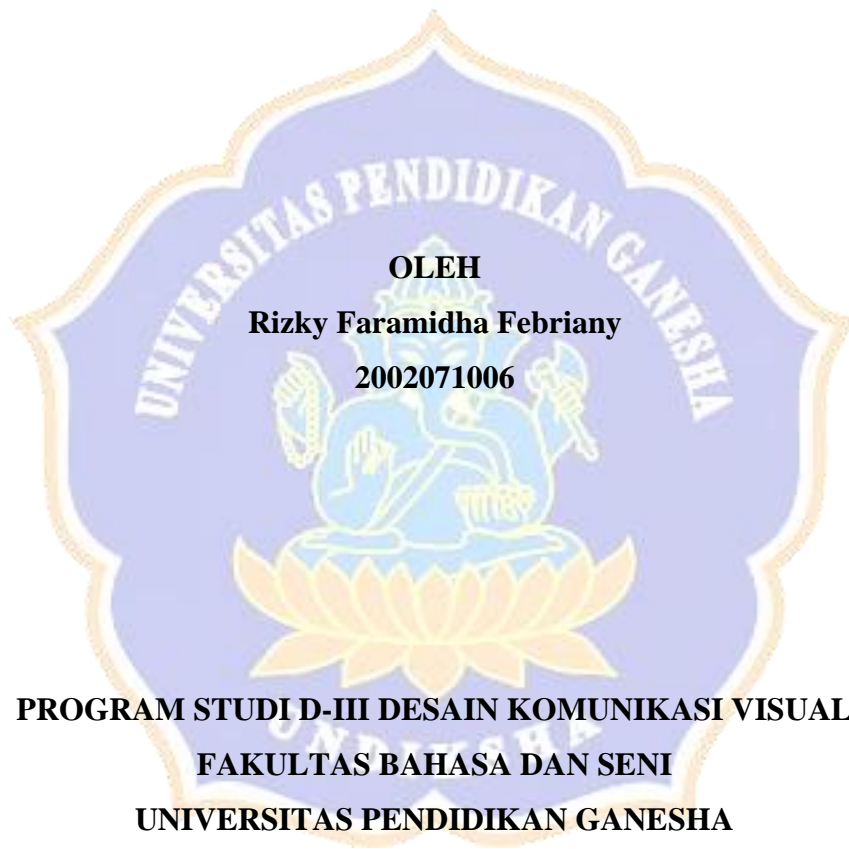 UNIVERSITAS PENDIDIKAN GANESHA
OLEH
Rizky Faramidha Febriany
2002071006
PROGRAM STUDI D-III DESAIN KOMUNIKASI VISUAL
UNDIKSHA
FAKULTAS BAHASA DAN SENI
UNIVERSITAS PENDIDIKAN GANESHA